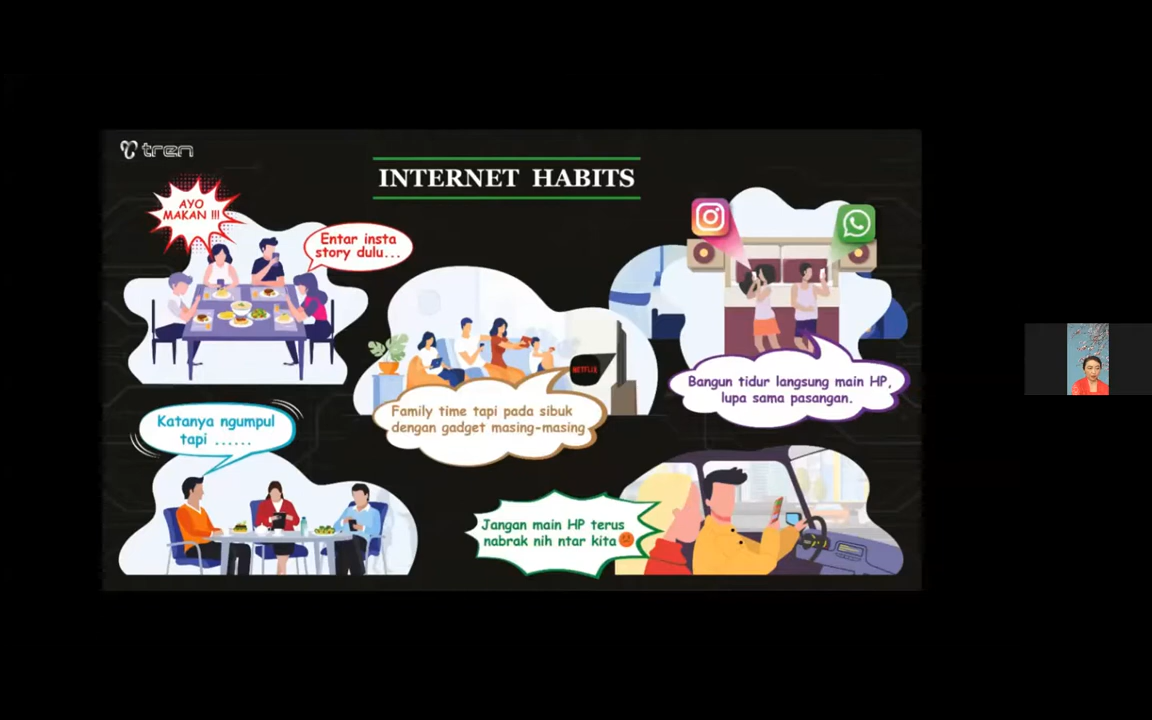 tren
INTERNET HABITS
AYO
MAKAN !!!
Entar insta
story dulu...
NETFLIX
Family time tapi pada sibuk
dengan gadget masing-masing
Bangun tidur langsung main HP,
lupa sama pasangan.
Katanya ngumpul
tapi ......
Jangan main HP terus
nabrak nih ntar kita